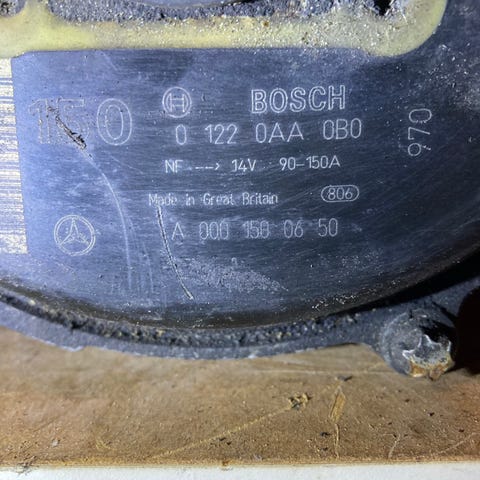 150
BOSCH
0 122 0AA 0B0
970
NF ---> 14V 90-150A
Made in Great Britain 806
A 000 150 06 50